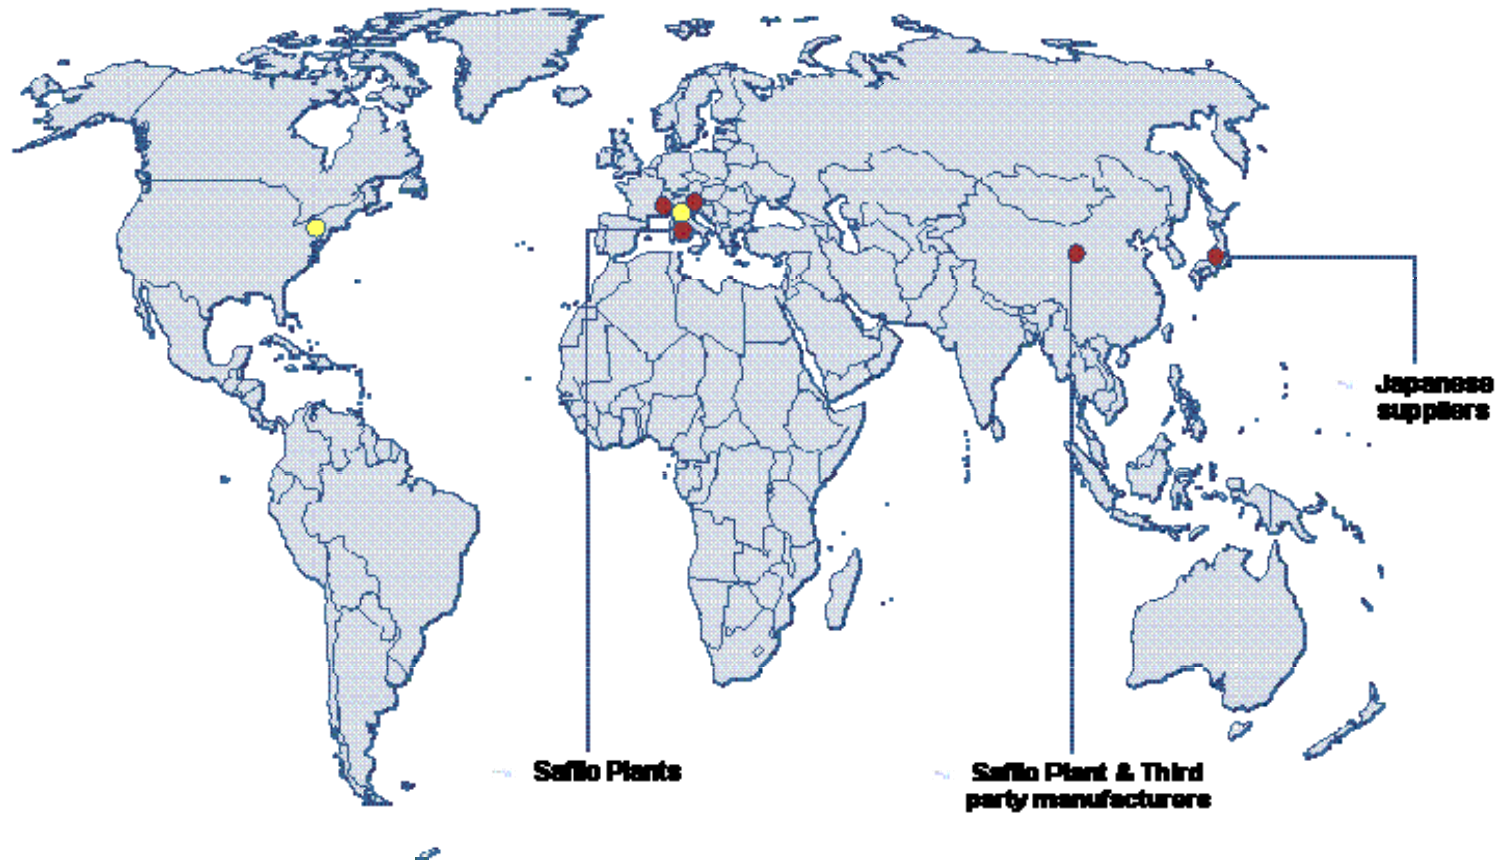 Japanese
suppliers
Safilo Plants
Safilo Plant & Third
party manufacturers